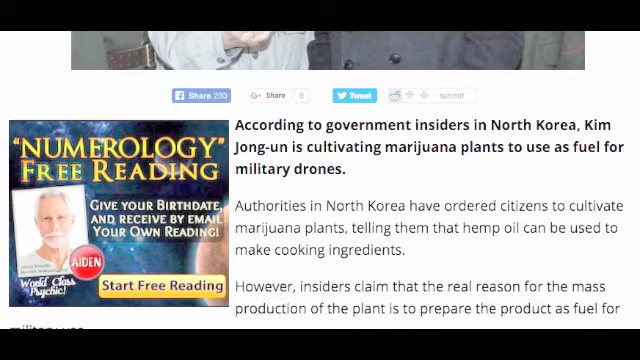 Share 233
Share
0
Tweet
submit
"NUMEROLOGY"
FREE READING
GIVE YOUR BIRTHDATE,
AND RECEIVE BY EMAIL
YOUR OWN READING!
AIDEN
World Class
Psychic!
Start Free Reading
According to government insiders in North Korea, Kim
Jong-un is cultivating marijuana plants to use as fuel for
military drones.
Authorities in North Korea have ordered citizens to cultivate
marijuana plants, telling them that hemp oil can be used to
make cooking ingredients.
However, insiders claim that the real reason for the mass
production of the plant is to prepare the product as fuel for
military use